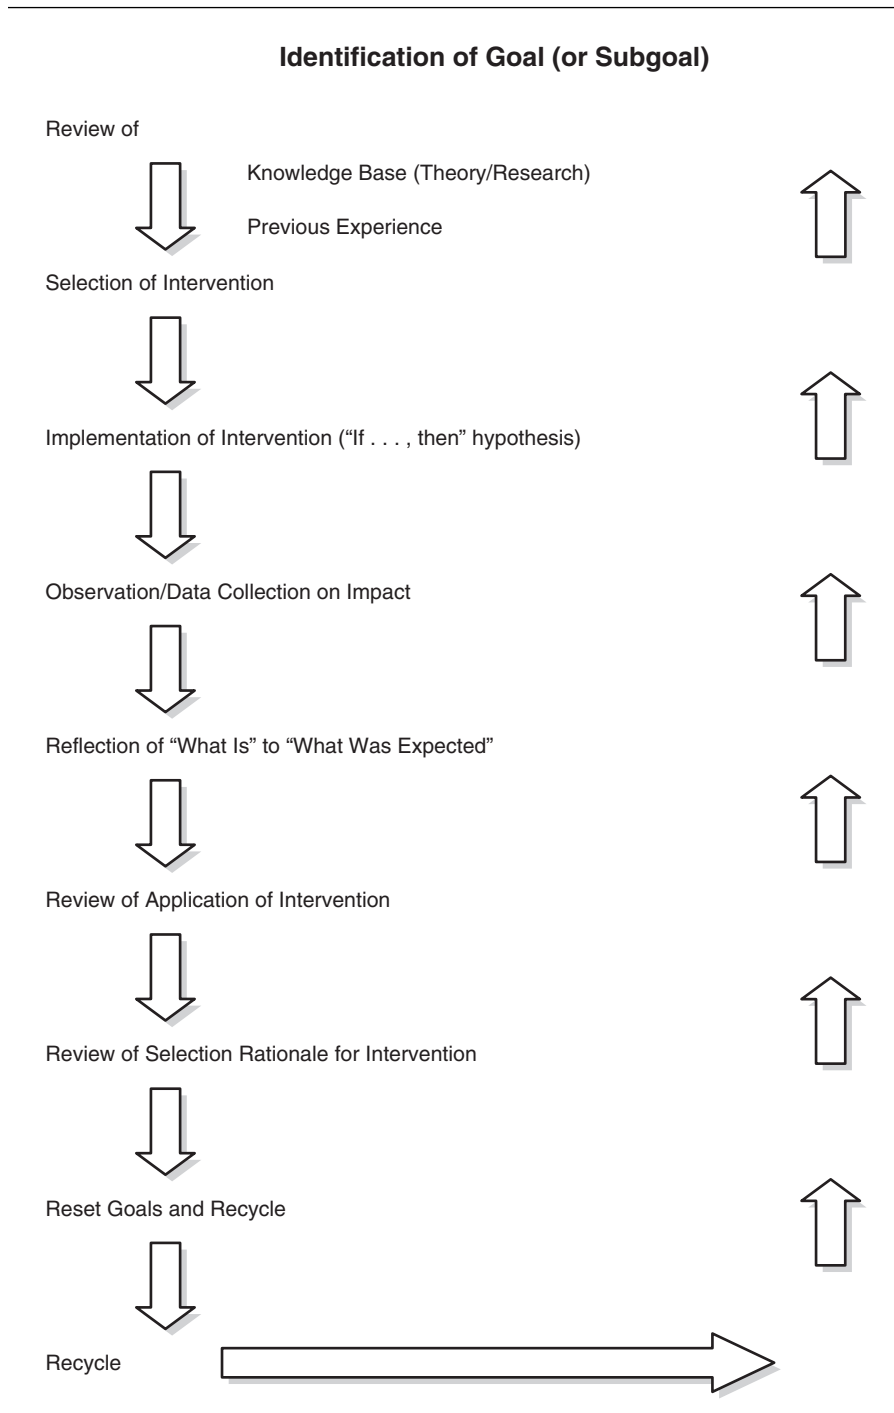 Identification of Goal (or Subgoal)
Review of
Knowledge Base (Theory/Research)
Previous Experience
Selection of Intervention
Implementation of Intervention (“If . . . , then” hypothesis)
Observation/Data Collection on Impact
Reflection of “What Is” to “What Was Expected”
Review of Application of Intervention
Review of Selection Rationale for Intervention
Reset Goals and Recycle
Recycle